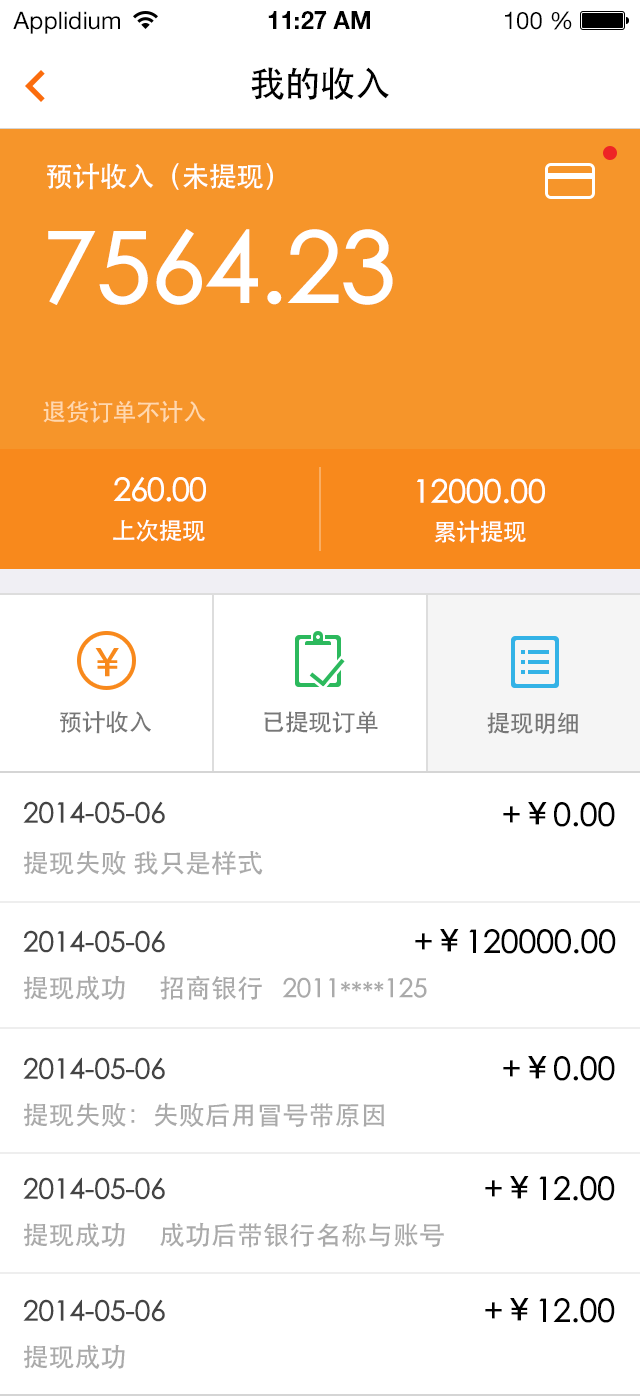 Applidium 11:27 AM 100 %
我的收入
预计收入（未提现）
7564.23
退货订单不计入
260.00 12000.00
上次提现 累计提现
¥
预计收入 已提现订单 提现明细
2014-05-06 +¥0.00
提现失败 我只是样式
2014-05-06 +¥120000.00
提现成功 招商银行 2011****125
2014-05-06 +¥0.00
提现失败：失败后用冒号带原因
2014-05-06 +¥12.00
提现成功 成功后带银行名称与账号
2014-05-06 +¥12.00
提现成功